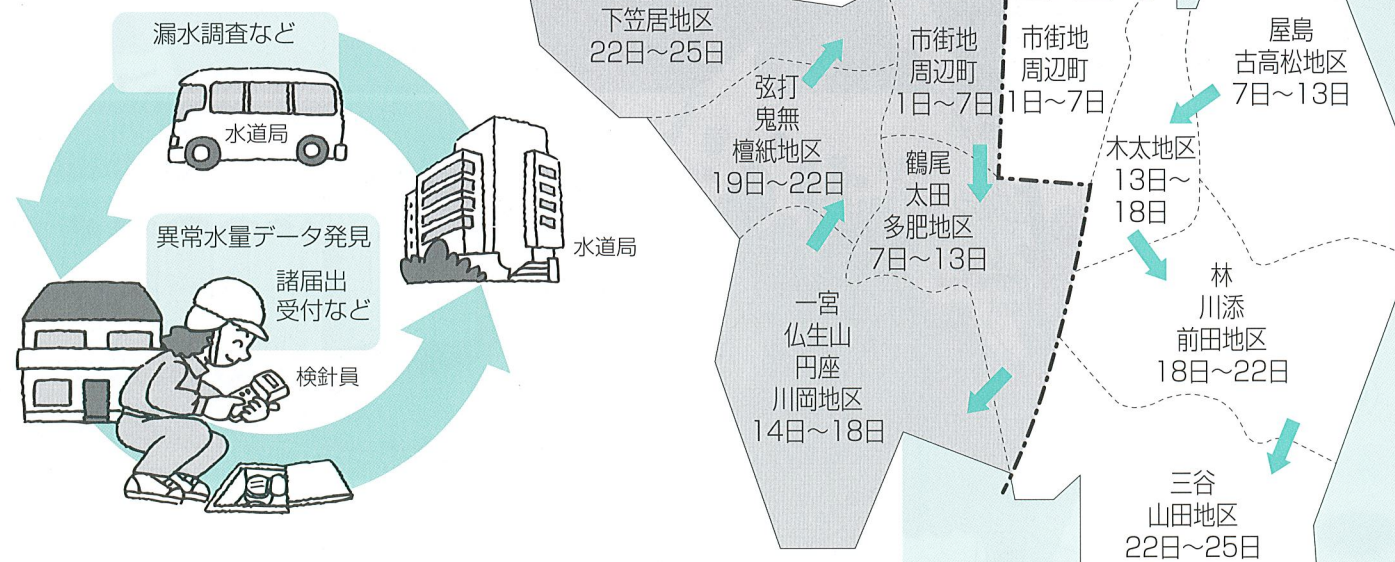 漏水調査など
水道局
水道局
異常水量データ発見
諸届出
受付など
検針員
下笠居地区
22日～25日
弦打
鬼無
檀紙地区
19日～22日
市街地
周辺町
1日～7日
鶴尾
太田
多肥地区
7日～13日
一宮
仏生山
円座
川岡地区
14日～18日
市街地
周辺町
1日～7日
屋島
古高松地区
7日～13日
木太地区
13日～
18日
林
川添
前田地区
18日～22日
三谷
山田地区
22日～25日